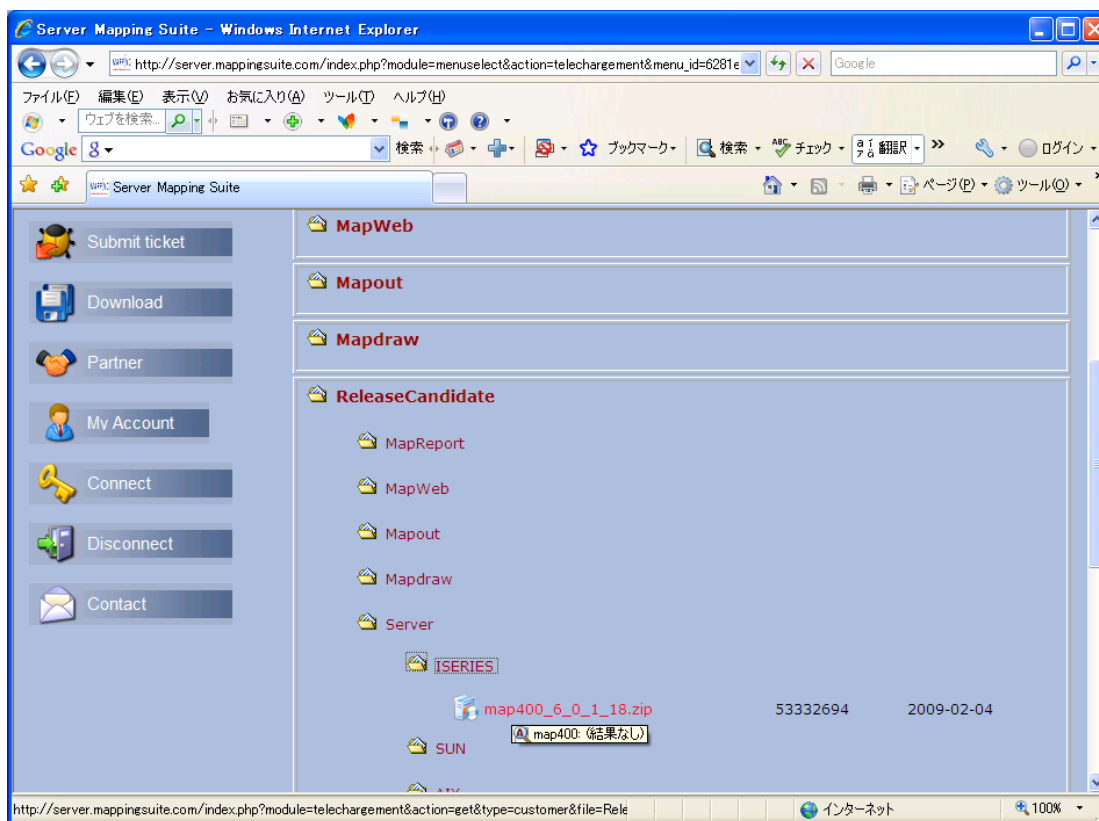 Server Mapping Suite - Windows Internet Explorer
http://server.mappingsuite.com/index.php?module=menuselect&action=telechargement&menu_id=6281e
Google
ファイル(F) 編集(E) 表示(V) お気に入り(A) ツール(T) ヘルプ(H)
ウェブを検索...
Google 検索 ブックマーク 検索 チェック 翻訳 ログイン
Server Mapping Suite ページ(P) ツール(O)
Submit ticket
Download
Partner
My Account
Connect
Disconnect
Contact
MapWeb
Mapout
Mapdraw
ReleaseCandidate
MapReport
MapWeb
Mapout
Mapdraw
Server
ISERIES
map400_6_0_1_18.zip 53332694 2009-02-04
map400: (結果なし)
SUN
http://server.mappingsuite.com/index.php?module=telechargement&action=get&type=customer&file=Rele インターネット 100%